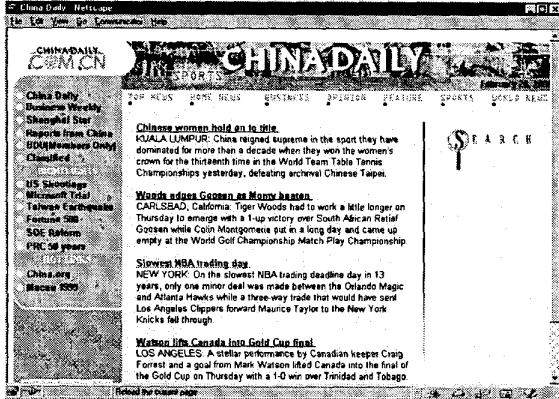 China Daily - Netscape
File Edit View Go Communicator Help
CHINADAILY
COM.CN
SPORTS
CHINA DAILY
TOP NEWS HOME NEWS BUSINESS OPINION FEATURE SPORTS WORLD NEWS
China Daily
Business Weekly
Shanghai Star
Reports from China
BDU(Members Only)
Classified
US Shootings
Microsoft Trial
Taiwan Earthquake
Fortune 500
SOE Reform
PRC 50 years
HOT LINKS
China.org
Macau 1999
Chinese women hold on to title
KUALA LUMPUR: China reigned supreme in the sport they have
dominated for more than a decade when they won the women's
crown for the thirteenth time in the World Team Table Tennis
Championships yesterday, defeating archrival Chinese Taipei.
Woods edges Goosen as Monty beaten
CARLSBAD, California: Tiger Woods had to work a little longer on
Thursday to emerge with a 1-up victory over South African Retief
Goosen while Colin Montgomerie put in a long day and came up
empty at the World Golf Championship Match Play Championship.
Slowest NBA trading day
NEW YORK: On the slowest NBA trading deadline day in 13
years, only one minor deal was made between the Orlando Magic
and Atlanta Hawks while a three-way trade that would have sent
Los Angeles Clippers forward Maurice Taylor to the New York
Knicks fell through.
Watson lifts Canada into Gold Cup final
LOS ANGELES: A stellar performance by Canadian keeper Craig
Forrest and a goal from Mark Watson lifted Canada into the final of
the Gold Cup on Thursday with a 1-0 win over Trinidad and Tobago.
SEARCH
Reload the current page